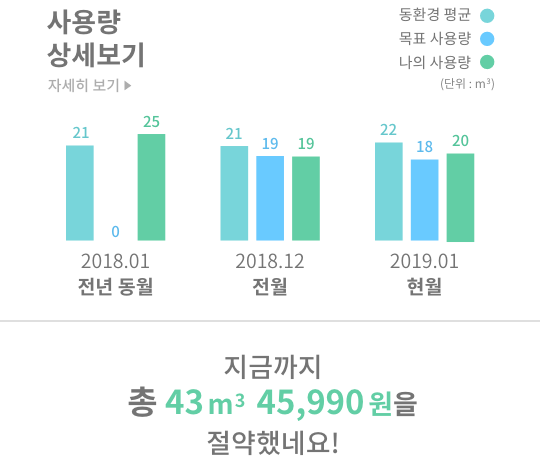 사용량
상세보기
자세히 보기 ▶
동환경 평균
목표 사용량
나의 사용량
(단위 : m³)
21 0 25
21 19 19
22 18 20
2018.01 2018.12 2019.01
전년 동월 전월 현월
지금까지
총 43 m³ 45,990 원을
절약했네요!